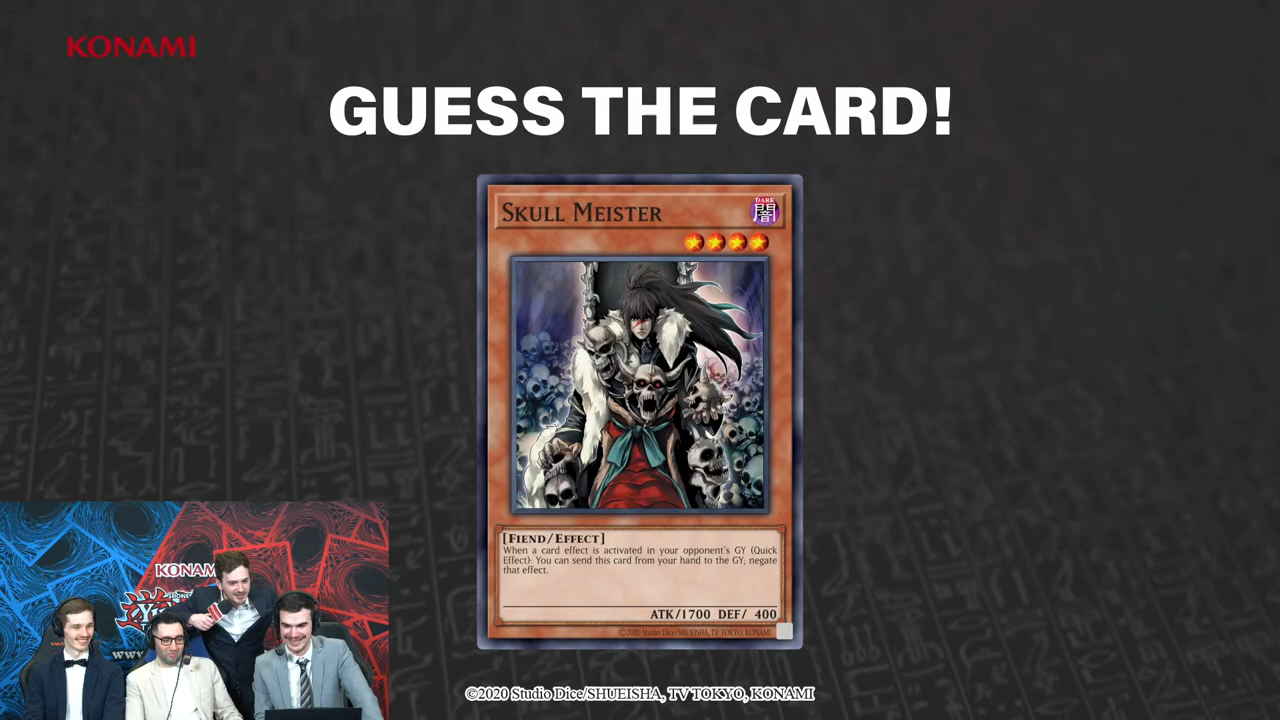 KONAMI
GUESS THE CARD!
SKULL MEISTER
DARK
闇
[FIEND/EFFECT]
When a card effect is activated in your opponent's GY (Quick
Effect): You can send this card from your hand to the GY; negate
that effect.
ATK/1700 DEF/ 400
©2020 Studio Dice/SHUEISHA, TV TOKYO, KONAMI
KONAMI
WWW
©2020 Studio Dice/SHUEISHA, TV TOKYO, KONAMI